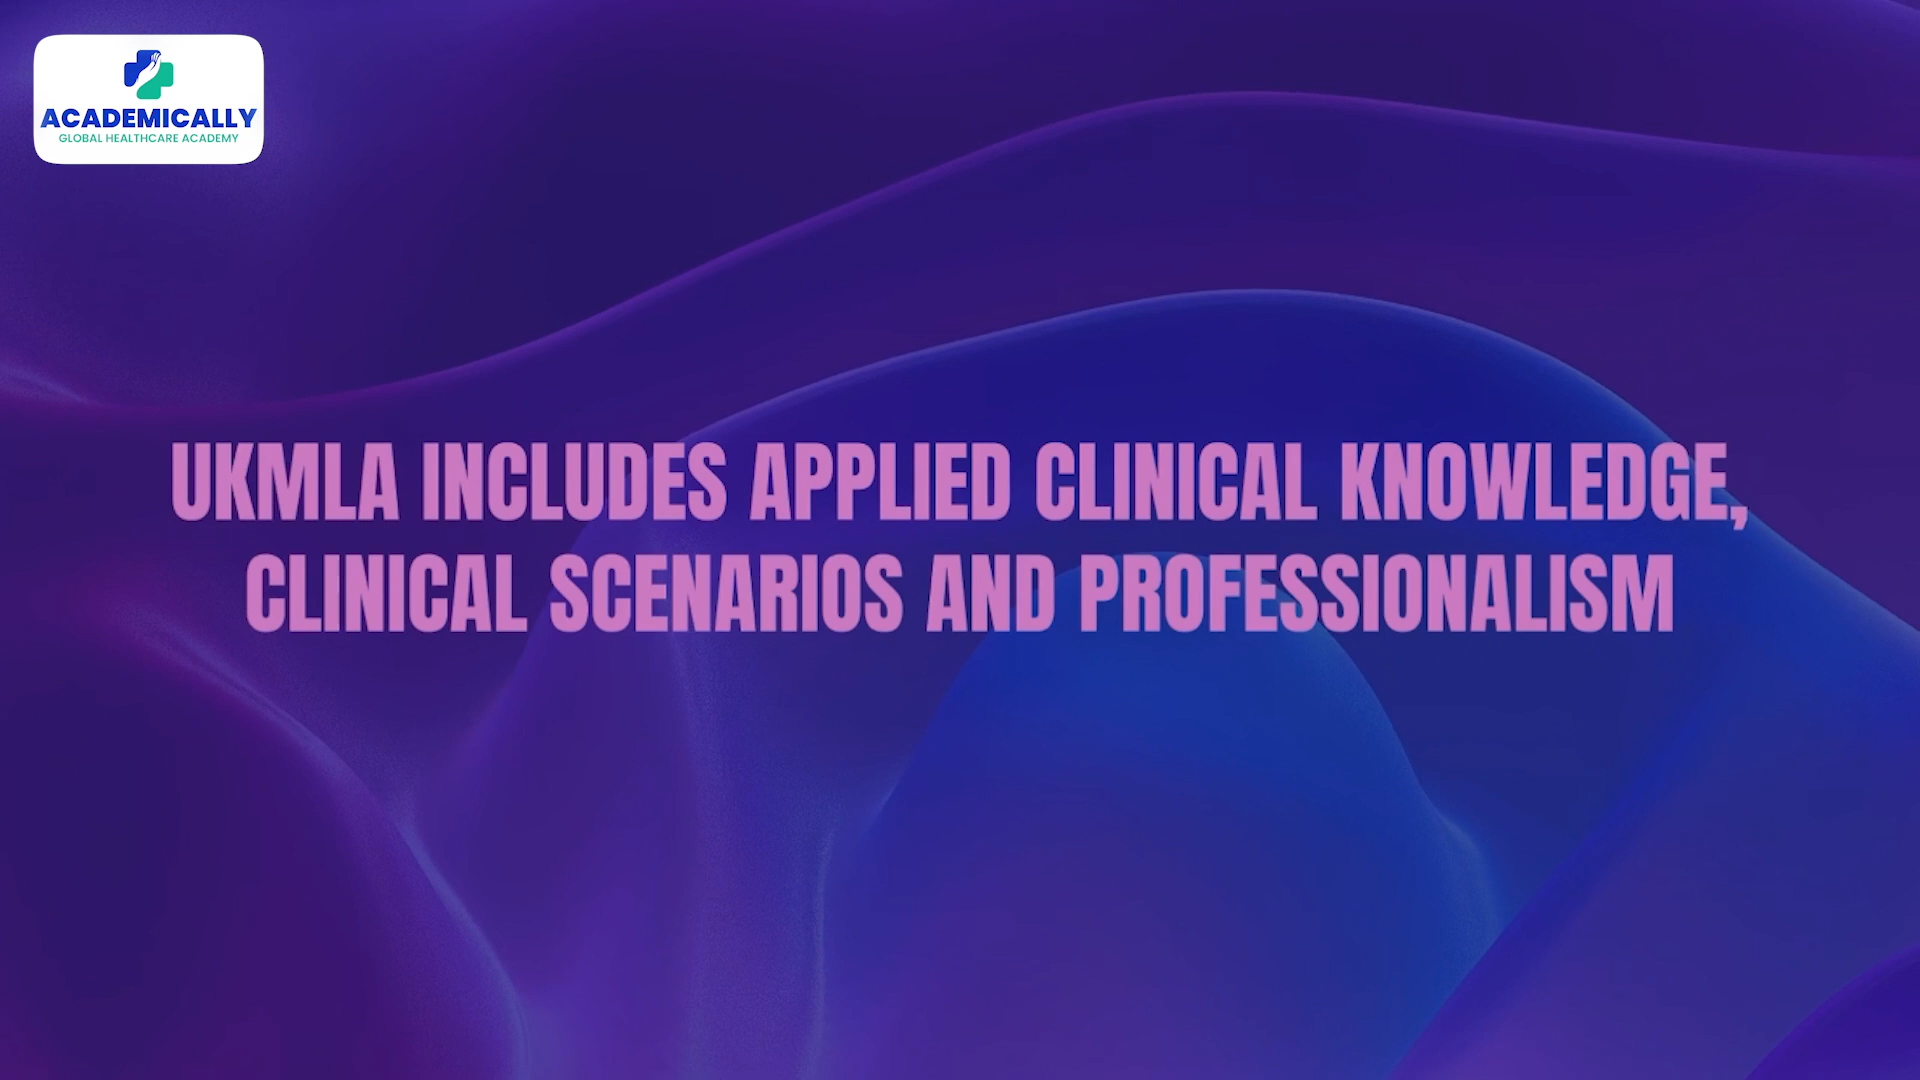 ACADEMICALLY
GLOBAL HEALTHCARE ACADEMY
UKMLA INCLUDES APPLIED CLINICAL KNOWLEDGE,
CLINICAL SCENARIOS AND PROFESSIONALISM